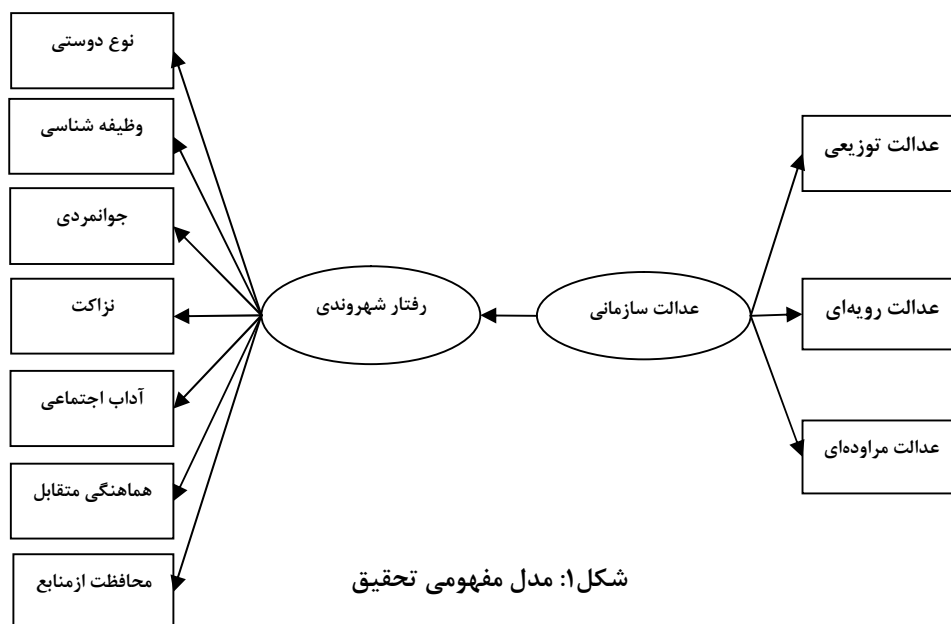 عدالت توزیعی
عدالت رویه‌ای
عدالت مراوده‌ای
عدالت سازمانی
رفتار شهروندی
نوع دوستی
وظیفه شناسی
جوانمردی
نزاکت
آداب اجتماعی
هماهنگی متقابل
محافظت ازمنابع
شکل۱: مدل مفهومی تحقیق